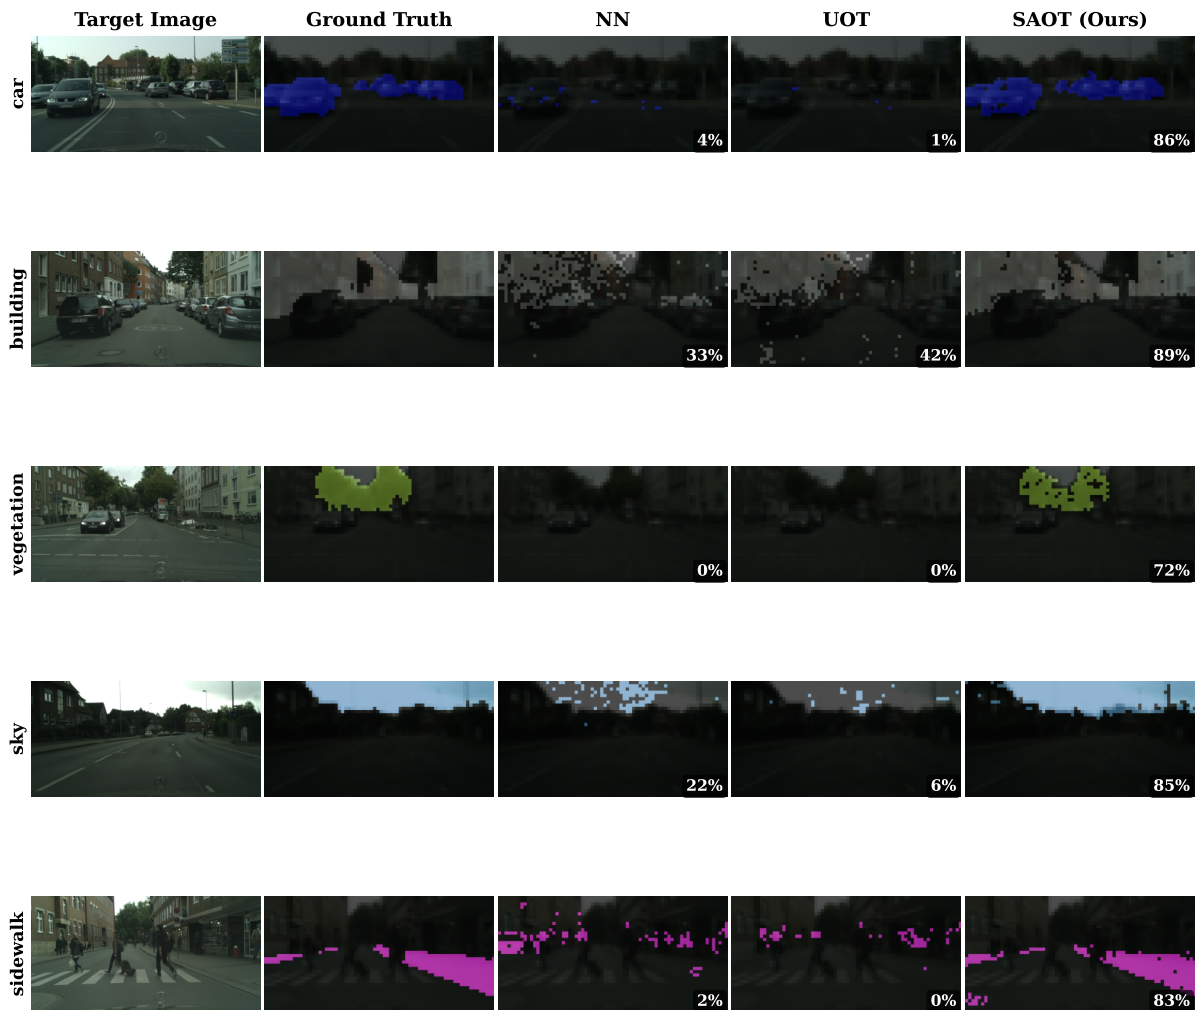 Target Image Ground Truth NN UOT SAOT (Ours)
car 4% 1% 86%
building 33% 42% 89%
vegetation 0% 0% 72%
sky 22% 6% 85%
sidewalk 2% 0% 83%